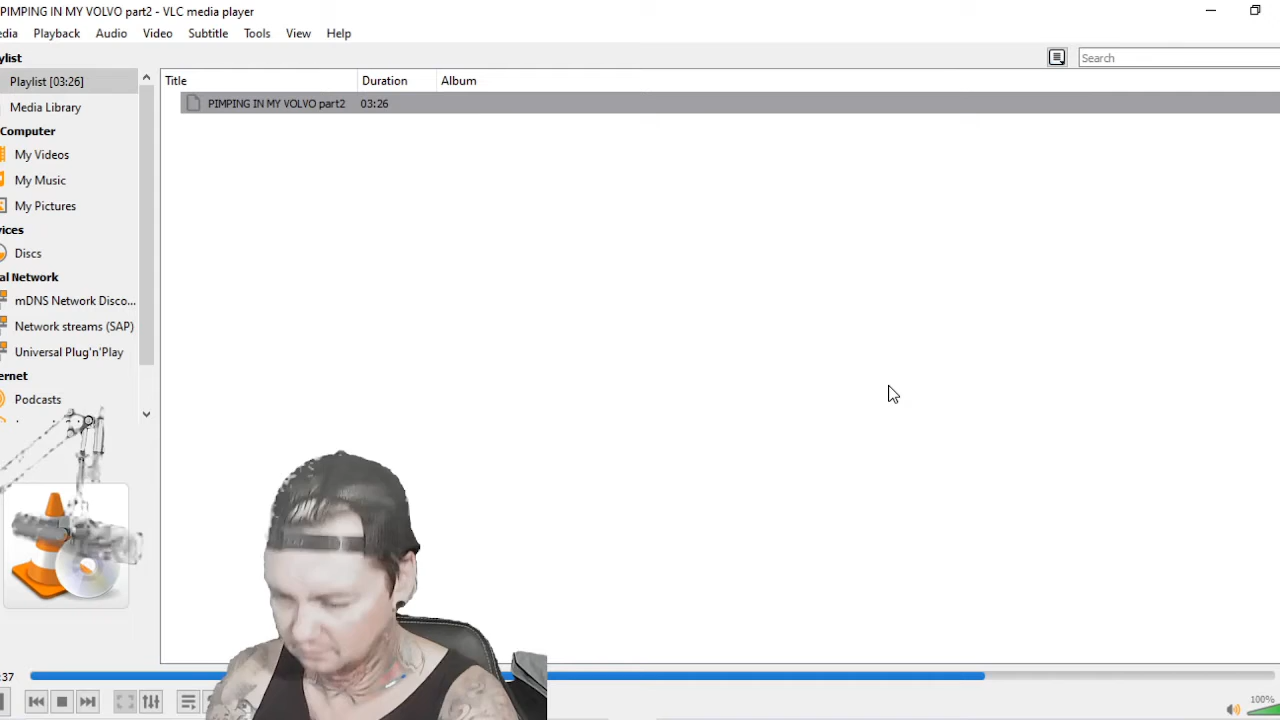 PIMPING IN MY VOLVO part2 - VLC media player
edia Playback Audio Video Subtitle Tools View Help
ylist
Search
Playlist [03:26]
Title Duration Album
PIMPING IN MY VOLVO part2 03:26
Media Library
Computer
My Videos
My Music
My Pictures
vices
Discs
al Network
mDNS Network Disco...
Network streams (SAP)
Universal Plug'n'Play
ernet
Podcasts
:37
100%